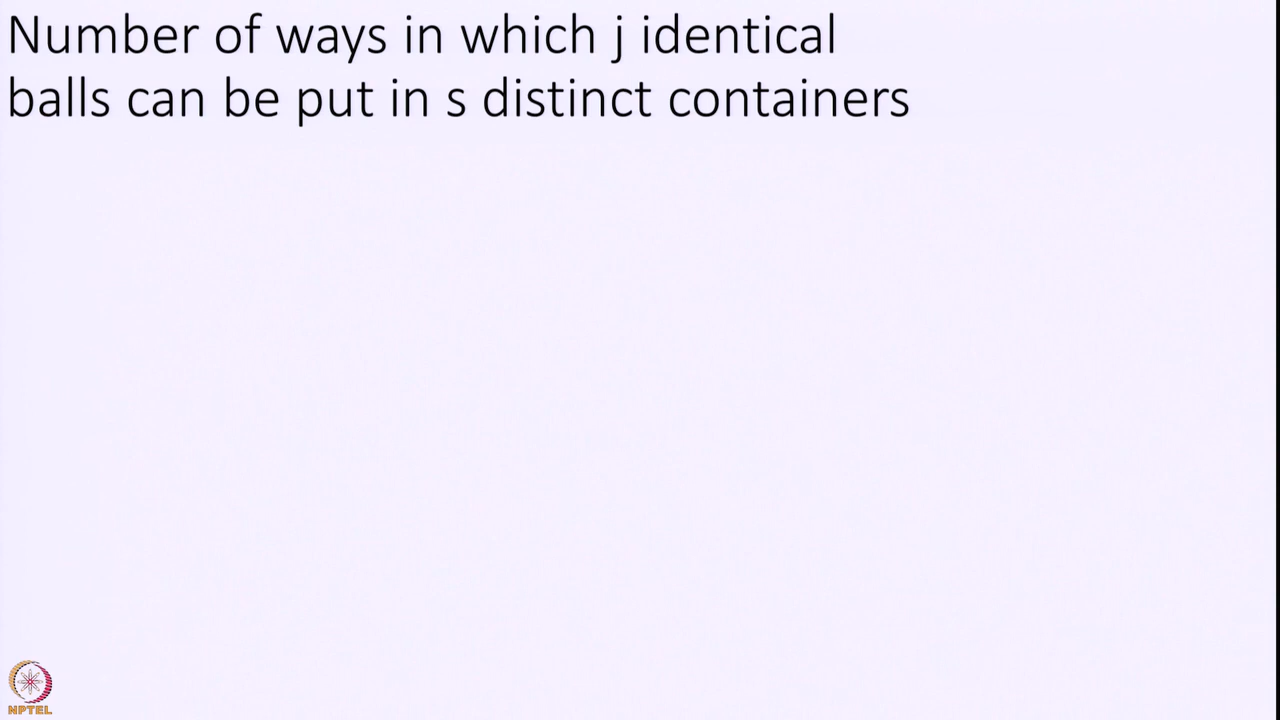 Number of ways in which j identical
balls can be put in s distinct containers
NPTEL